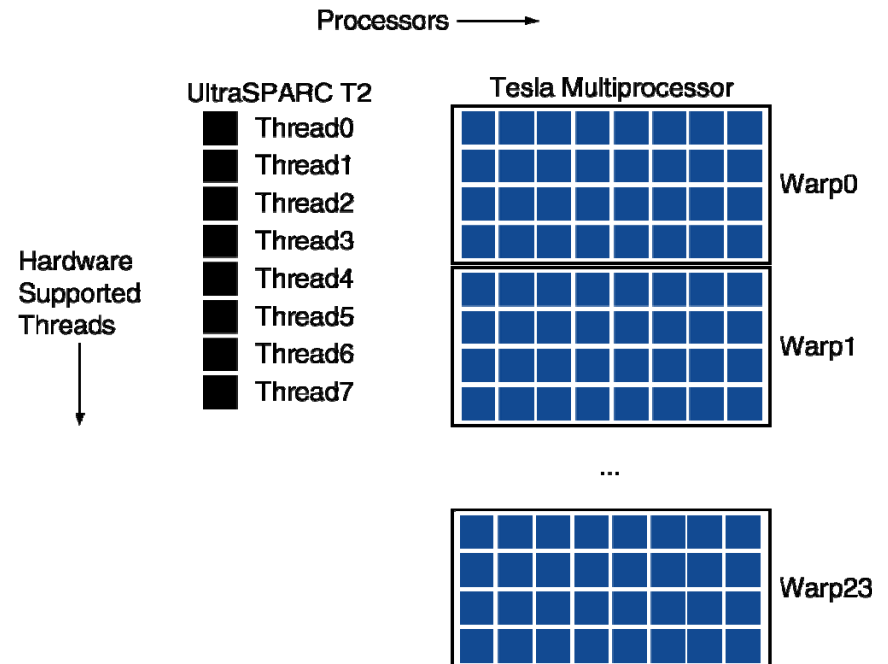 Processors
UltraSPARC T2
Tesla Multiprocessor
Thread0
Thread1
Thread2
Thread3
Thread4
Thread5
Thread6
Thread7
Hardware
Supported
Threads
Warp0
Warp1
...
Warp23